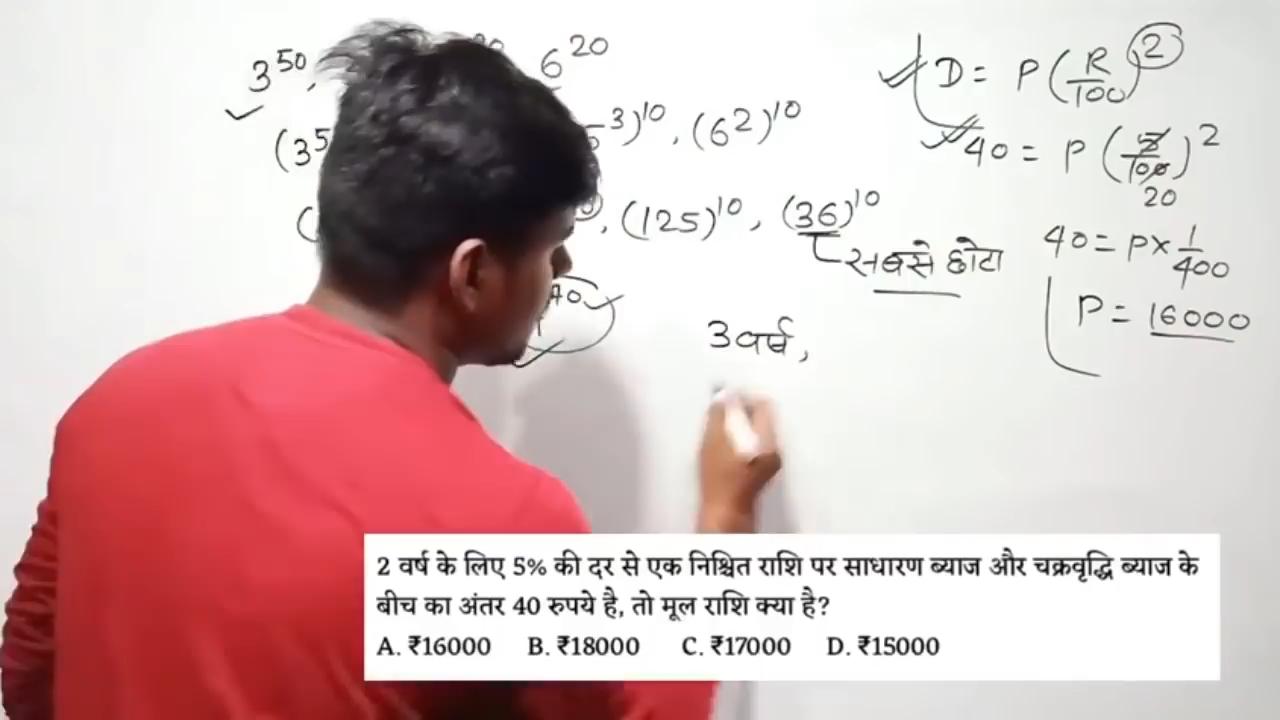 3^50, 6^20
(3^5 ^3)^10, (6^2)^10
, (125)^10, (36)^10
सबसे छोटा
3वर्ष,
D = P(R/100)^2
40 = P(5/100)^2
20
40 = P×1/400
P = 16000
2 वर्ष के लिए 5% की दर से एक निश्चित राशि पर साधारण ब्याज और चक्रवृद्धि ब्याज के
बीच का अंतर 40 रुपये है, तो मूल राशि क्या है?
A. ₹16000 B. ₹18000 C. ₹17000 D. ₹15000